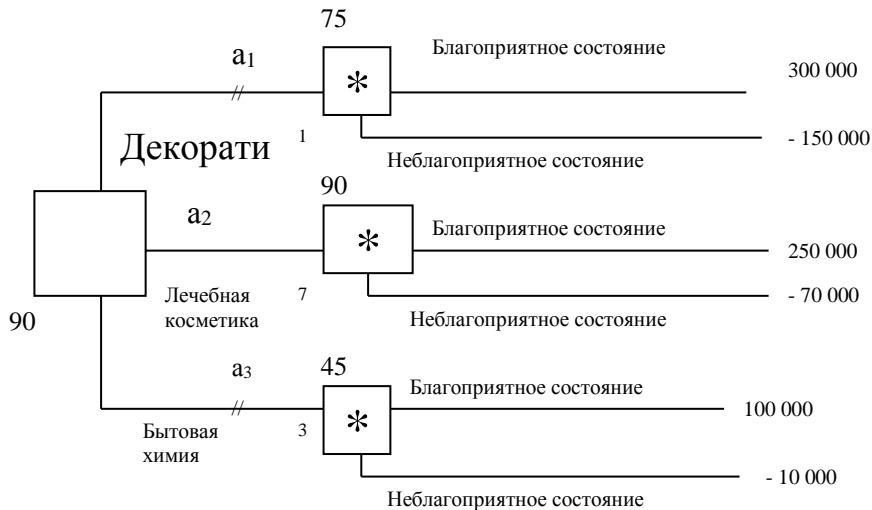 75
a1
*
Благоприятное состояние
300 000
1
- 150 000
Декорати
Неблагоприятное состояние
90
a2
*
Благоприятное состояние
250 000
Лечебная
косметика
7
- 70 000
90
Неблагоприятное состояние
45
a3
*
Благоприятное состояние
100 000
Бытовая
химия
3
- 10 000
Неблагоприятное состояние